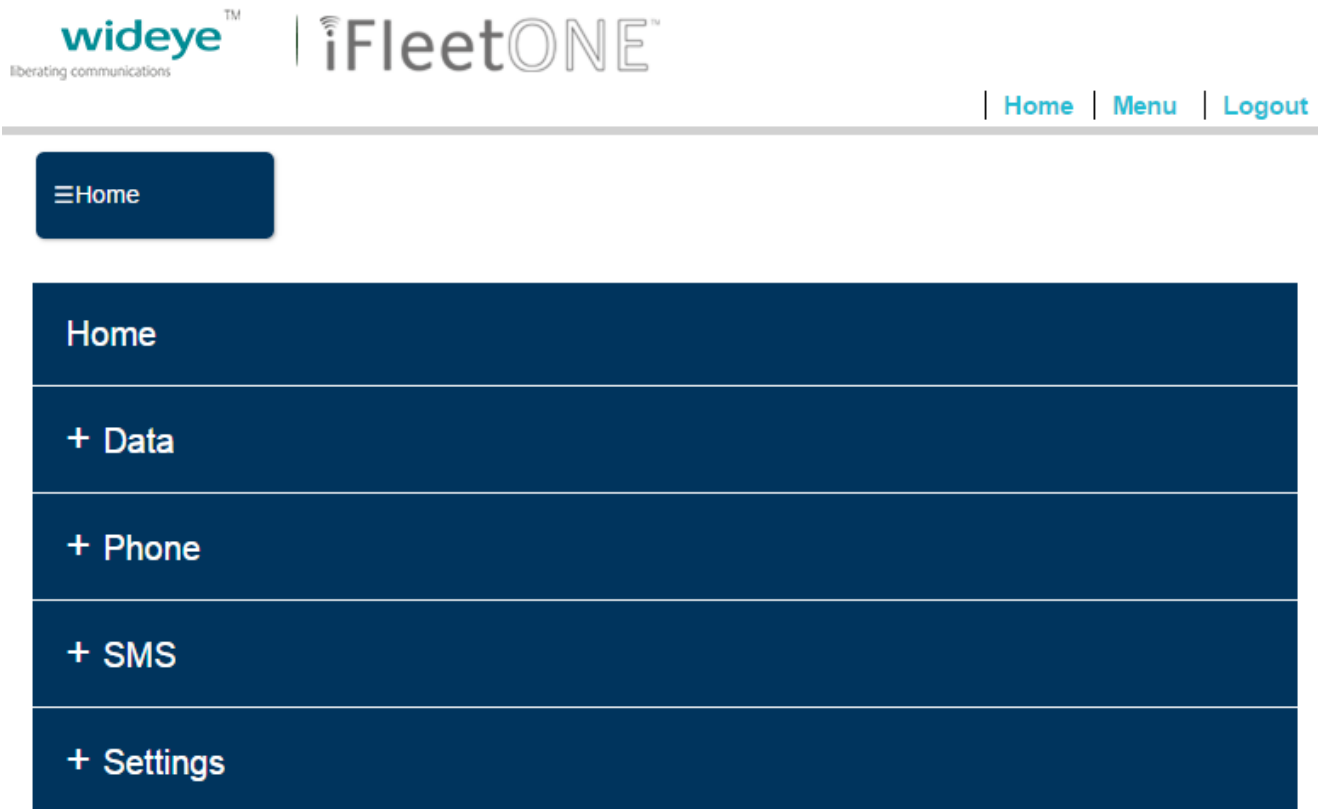 wideye™ | iFleetONE™
liberating communications
| Home | Menu | Logout
☰Home
Home
+ Data
+ Phone
+ SMS
+ Settings